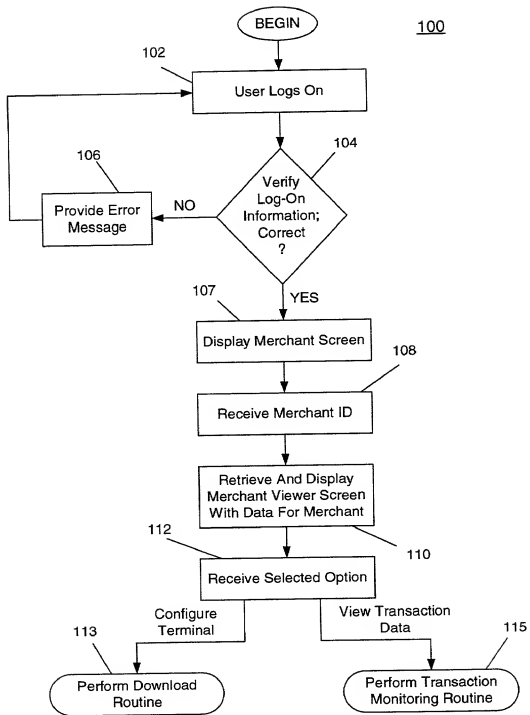 BEGIN
100
102
User Logs On
104
106
Verify
Log-On
Information;
Correct
?
NO
Provide Error
Message
YES
107
Display Merchant Screen
108
Receive Merchant ID
Retrieve And Display
Merchant Viewer Screen
With Data For Merchant
112
110
Receive Selected Option
Configure
Terminal
View Transaction
Data
113
115
Perform Download
Routine
Perform Transaction
Monitoring Routine